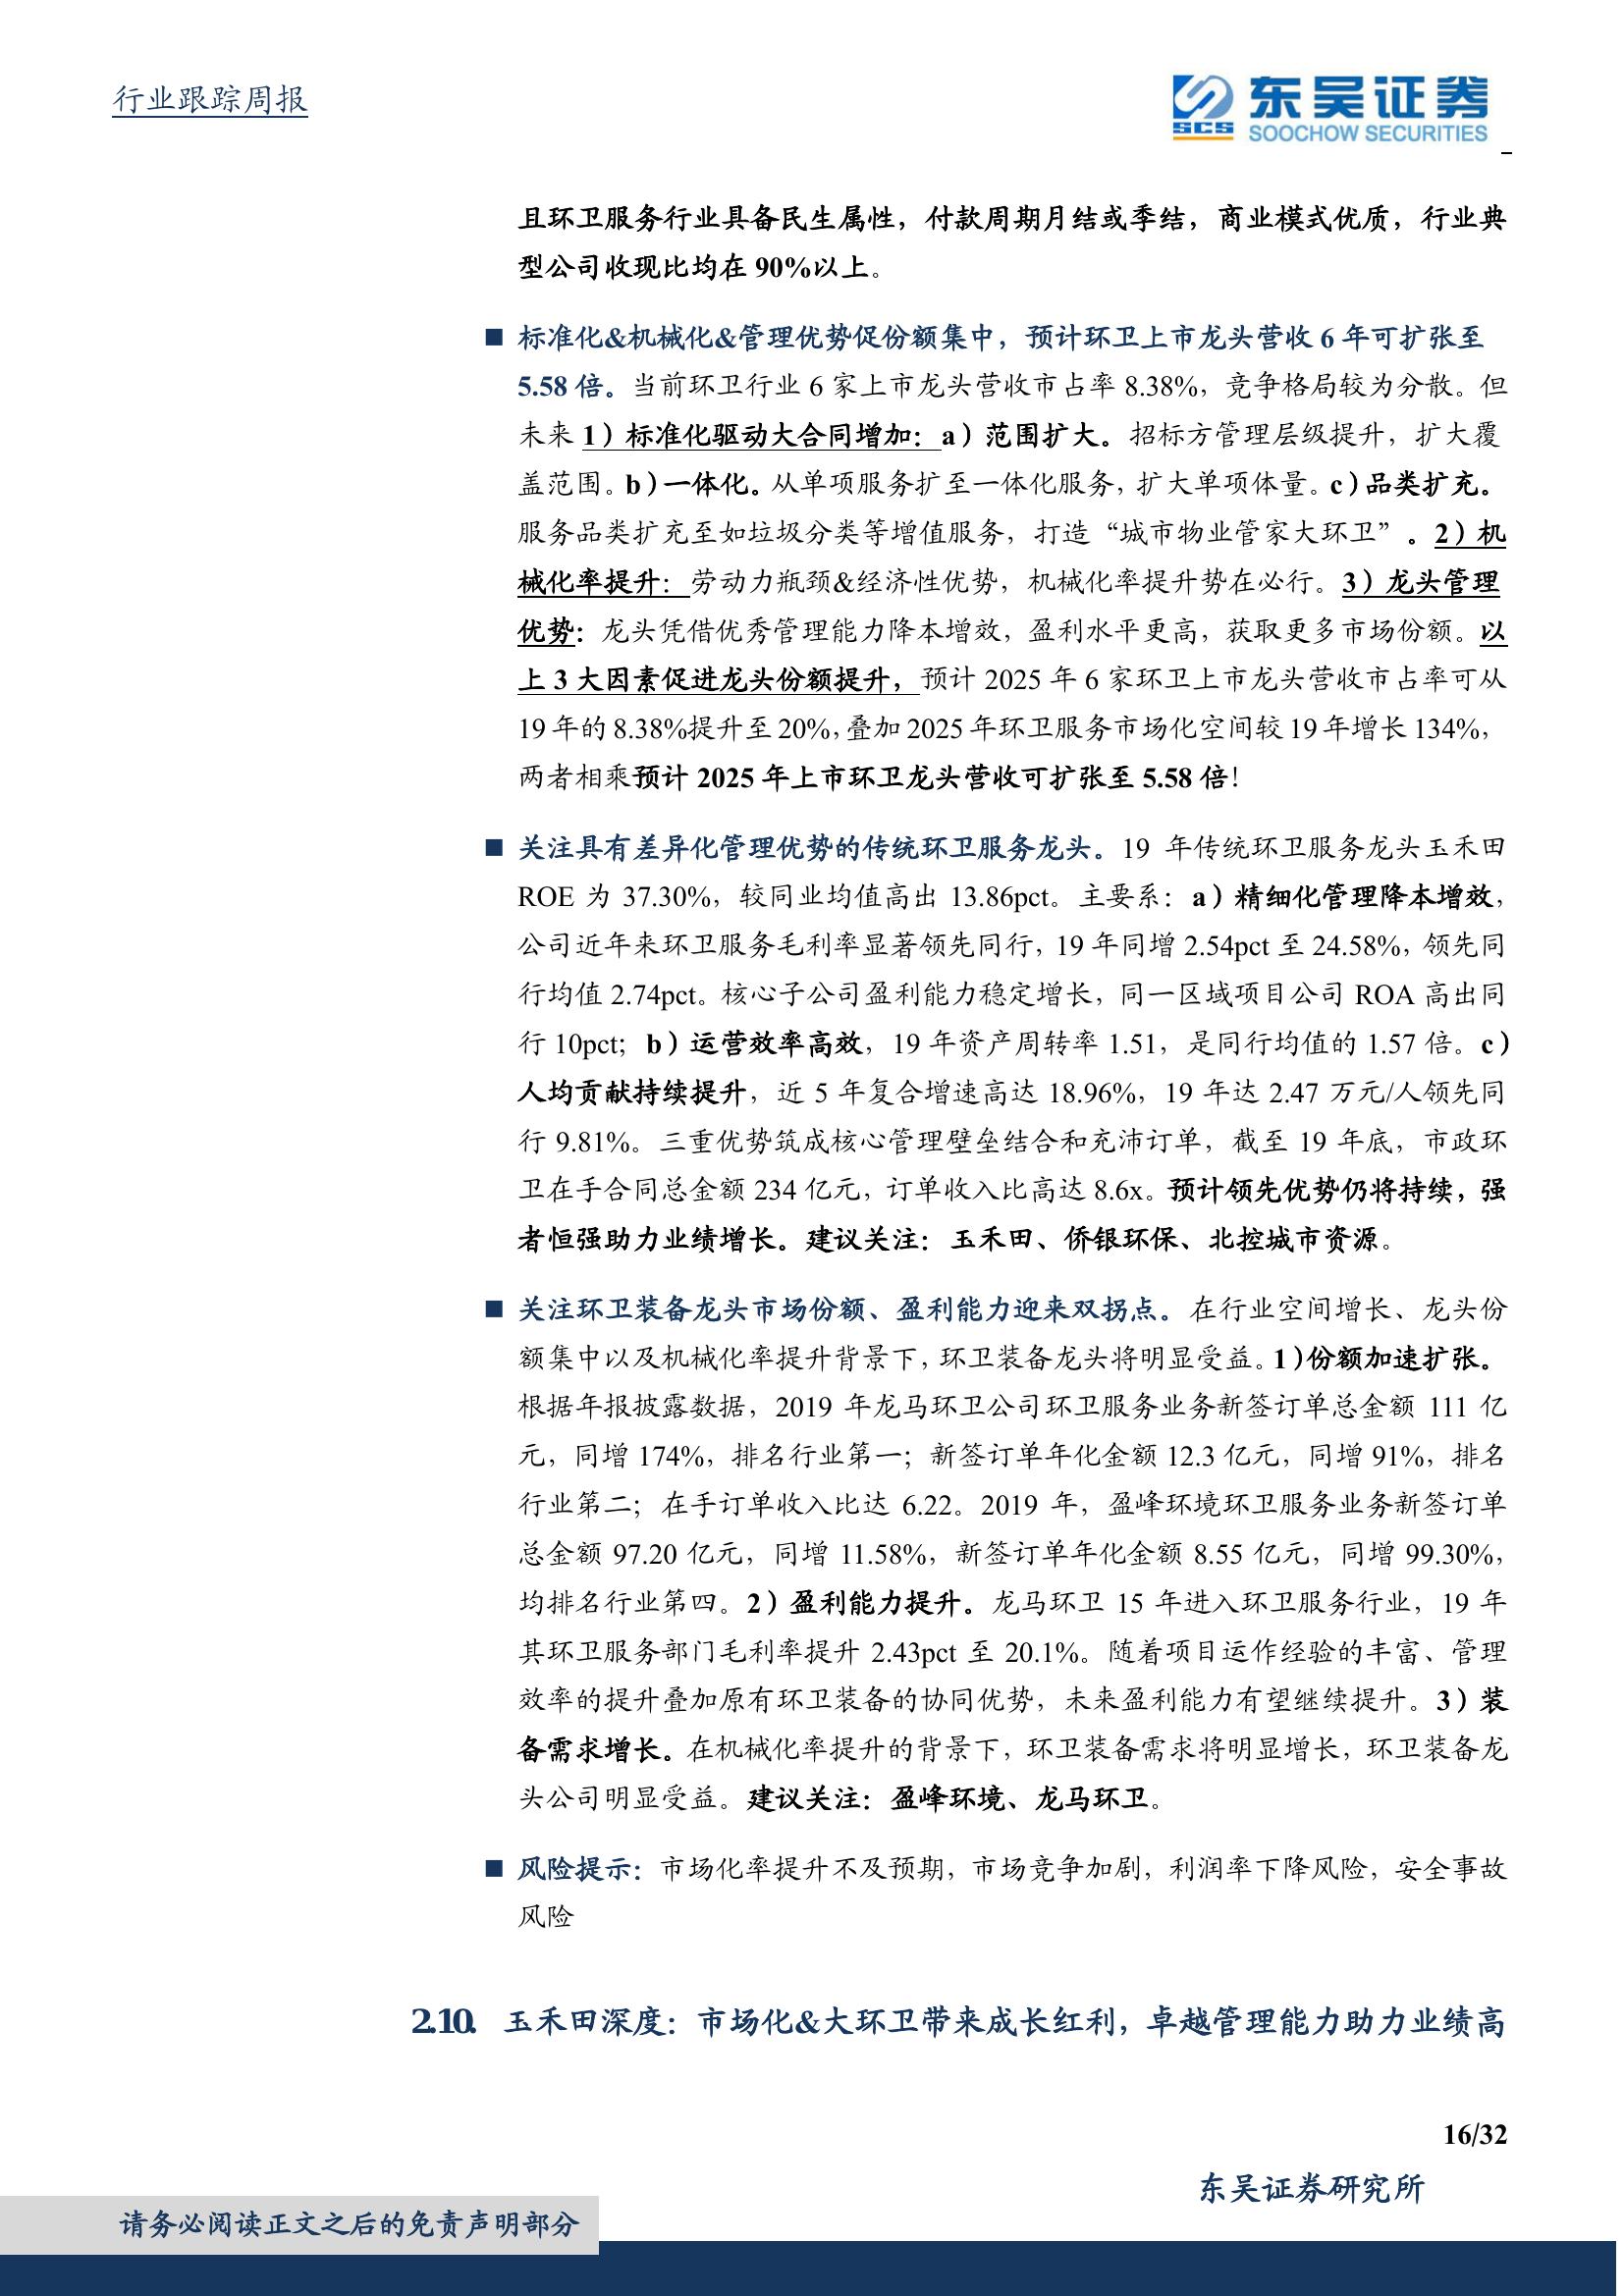 行业跟踪周报
SCS
东吴证券
SOOCHOW SECURITIES
且环卫服务行业具备民生属性，付款周期月结或季结，商业模式优质，行业典
型公司收现比均在 90%以上。
■ 标准化&机械化&管理优势促份额集中，预计环卫上市龙头营收 6 年可扩张至
5.58 倍。当前环卫行业 6 家上市龙头营收市占率 8.38%，竞争格局较为分散。但
未来 1）标准化驱动大合同增加：a）范围扩大。招标方管理层级提升，扩大覆
盖范围。b）一体化。从单项服务扩至一体化服务，扩大单项体量。c）品类扩充。
服务品类扩充至如垃圾分类等增值服务，打造“城市物业管家大环卫”。2）机
械化率提升：劳动力瓶颈&经济性优势，机械化率提升势在必行。3）龙头管理
优势：龙头凭借优秀管理能力降本增效，盈利水平更高，获取更多市场份额。以
上 3 大因素促进龙头份额提升，预计 2025 年 6 家环卫上市龙头营收市占率可从
19 年的 8.38%提升至 20%，叠加 2025 年环卫服务市场化空间较 19 年增长 134%，
两者相乘预计 2025 年上市环卫龙头营收可扩张至 5.58 倍！
■ 关注具有差异化管理优势的传统环卫服务龙头。19 年传统环卫服务龙头玉禾田
ROE 为 37.30%，较同业均值高出 13.86pct。主要系：a）精细化管理降本增效，
公司近年来环卫服务毛利率显著领先同行，19 年同增 2.54pct 至 24.58%，领先同
行均值 2.74pct。核心子公司盈利能力稳定增长，同一区域项目公司 ROA 高出同
行 10pct；b）运营效率高效，19 年资产周转率 1.51，是同行均值的 1.57 倍。c）
人均贡献持续提升，近 5 年复合增速高达 18.96%，19 年达 2.47 万元/人领先同
行 9.81%。三重优势筑成核心管理壁垒结合和充沛订单，截至 19 年底，市政环
卫在手合同总金额 234 亿元，订单收入比高达 8.6x。预计领先优势仍将持续，强
者恒强助力业绩增长。建议关注：玉禾田、侨银环保、北控城市资源。
■ 关注环卫装备龙头市场份额、盈利能力迎来双拐点。在行业空间增长、龙头份
额集中以及机械化率提升背景下，环卫装备龙头将明显受益。1）份额加速扩张。
根据年报披露数据，2019 年龙马环卫公司环卫服务业务新签订单总金额 111 亿
元，同增 174%，排名行业第一；新签订单年化金额 12.3 亿元，同增 91%，排名
行业第二；在手订单收入比达 6.22。2019 年，盈峰环境环卫服务业务新签订单
总金额 97.20 亿元，同增 11.58%，新签订单年化金额 8.55 亿元，同增 99.30%，
均排名行业第四。2）盈利能力提升。龙马环卫 15 年进入环卫服务行业，19 年
其环卫服务部门毛利率提升 2.43pct 至 20.1%。随着项目运作经验的丰富、管理
效率的提升叠加原有环卫装备的协同优势，未来盈利能力有望继续提升。3）装
备需求增长。在机械化率提升的背景下，环卫装备需求将明显增长，环卫装备龙
头公司明显受益。建议关注：盈峰环境、龙马环卫。
■ 风险提示：市场化率提升不及预期，市场竞争加剧，利润率下降风险，安全事故
风险
2.10. 玉禾田深度：市场化&大环卫带来成长红利，卓越管理能力助力业绩高
16/32
东吴证券研究所
请务必阅读正文之后的免责声明部分